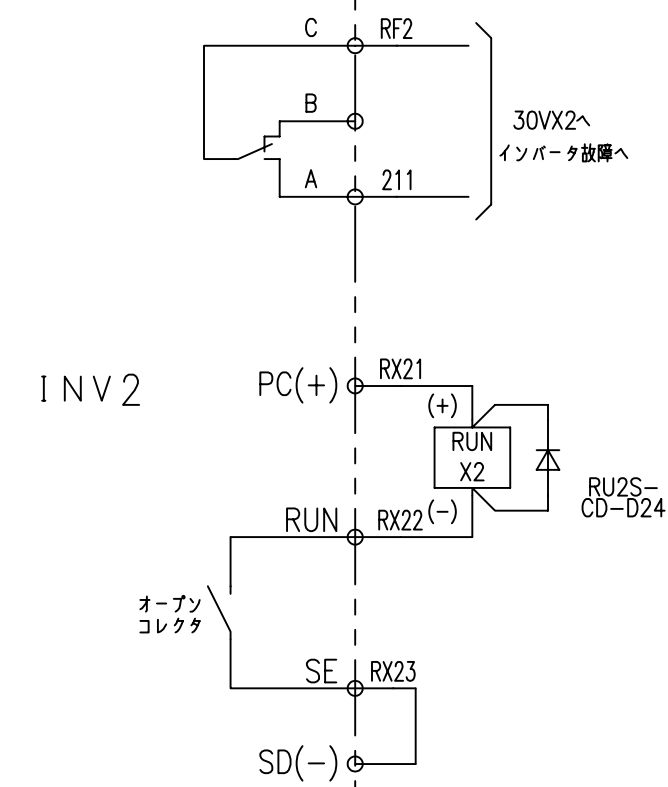 C RF2
B
30VX2へ
インバータ故障へ
A 211
INV2
PC(+) RX21
(+)
RUN
X2
RU2S-
CD-D24
(-)
RUN RX22
オープン
コレクタ
SE RX23
SD(-)